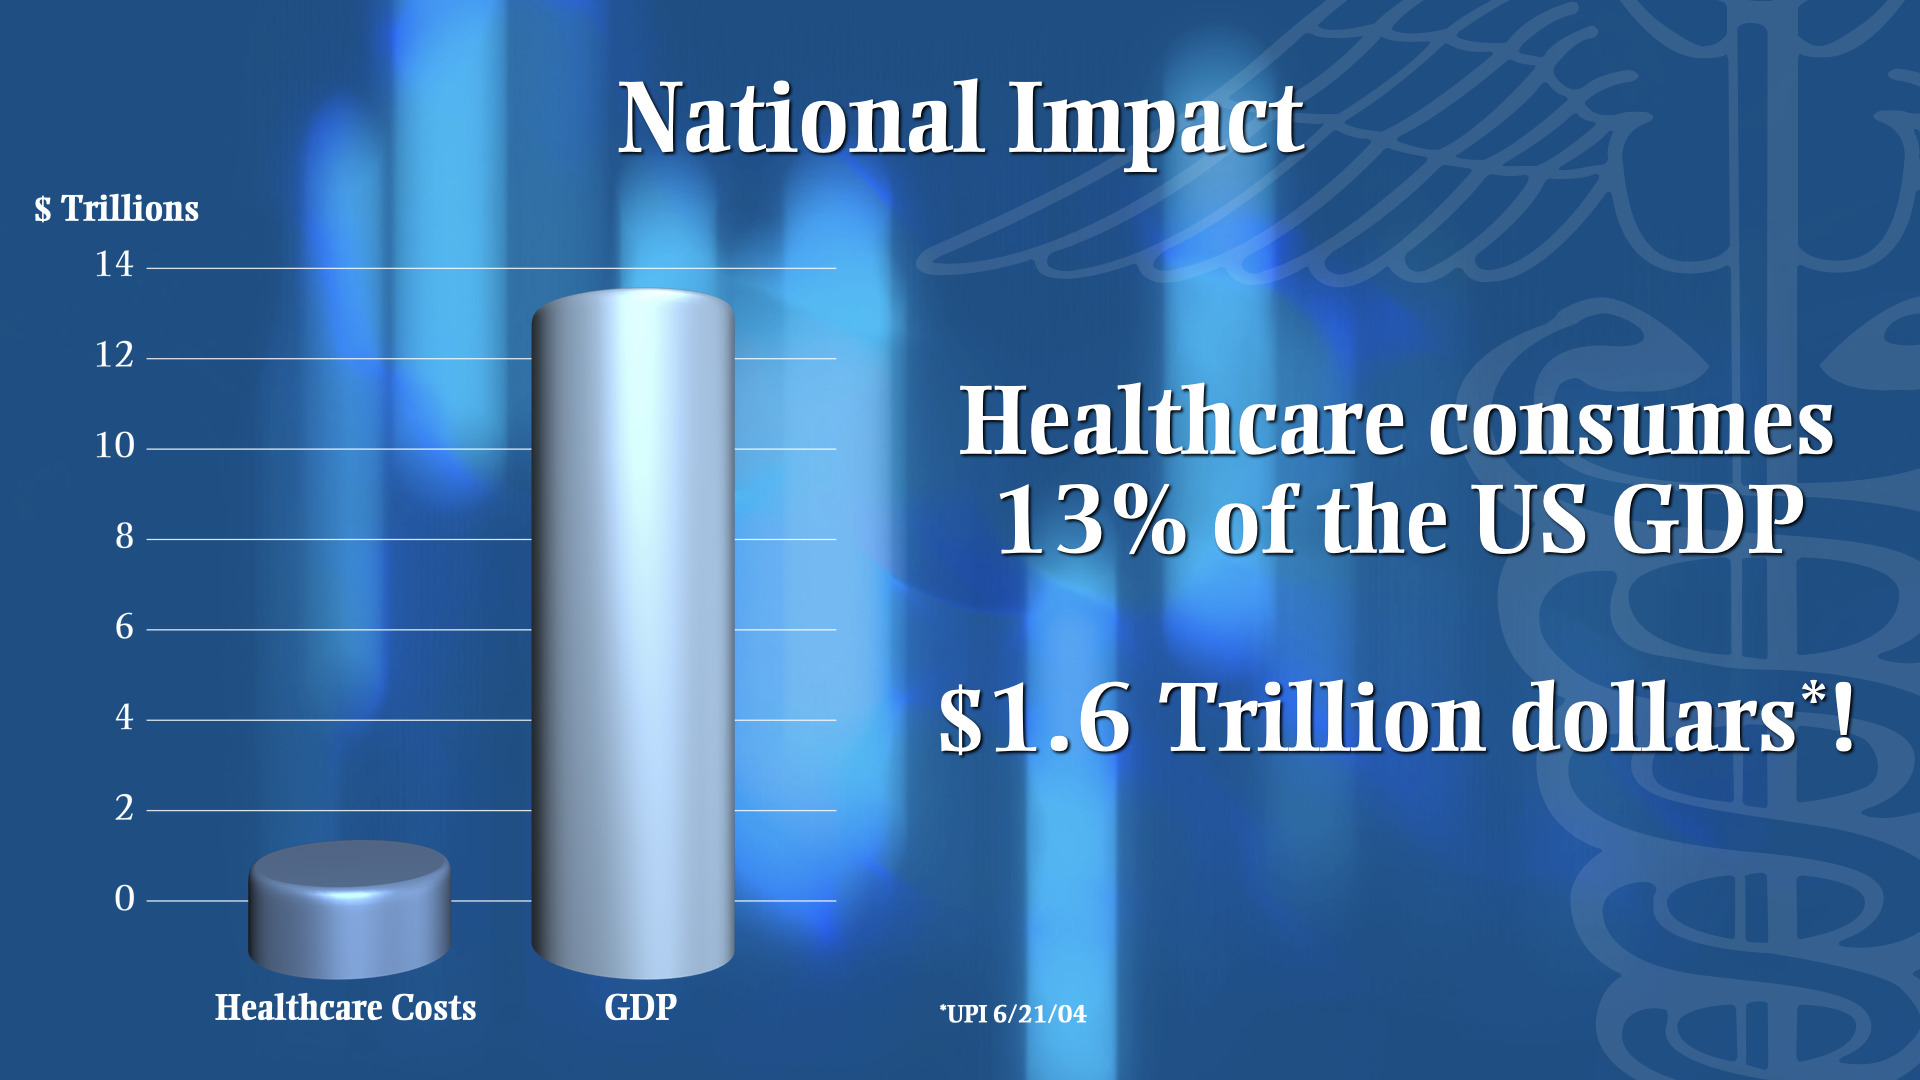 National Impact
$ Trillions
14
12
10
8
6
4
2
0
Healthcare Costs
GDP
Healthcare consumes
13% of the US GDP
$1.6 Trillion dollars*!
*UPI 6/21/04